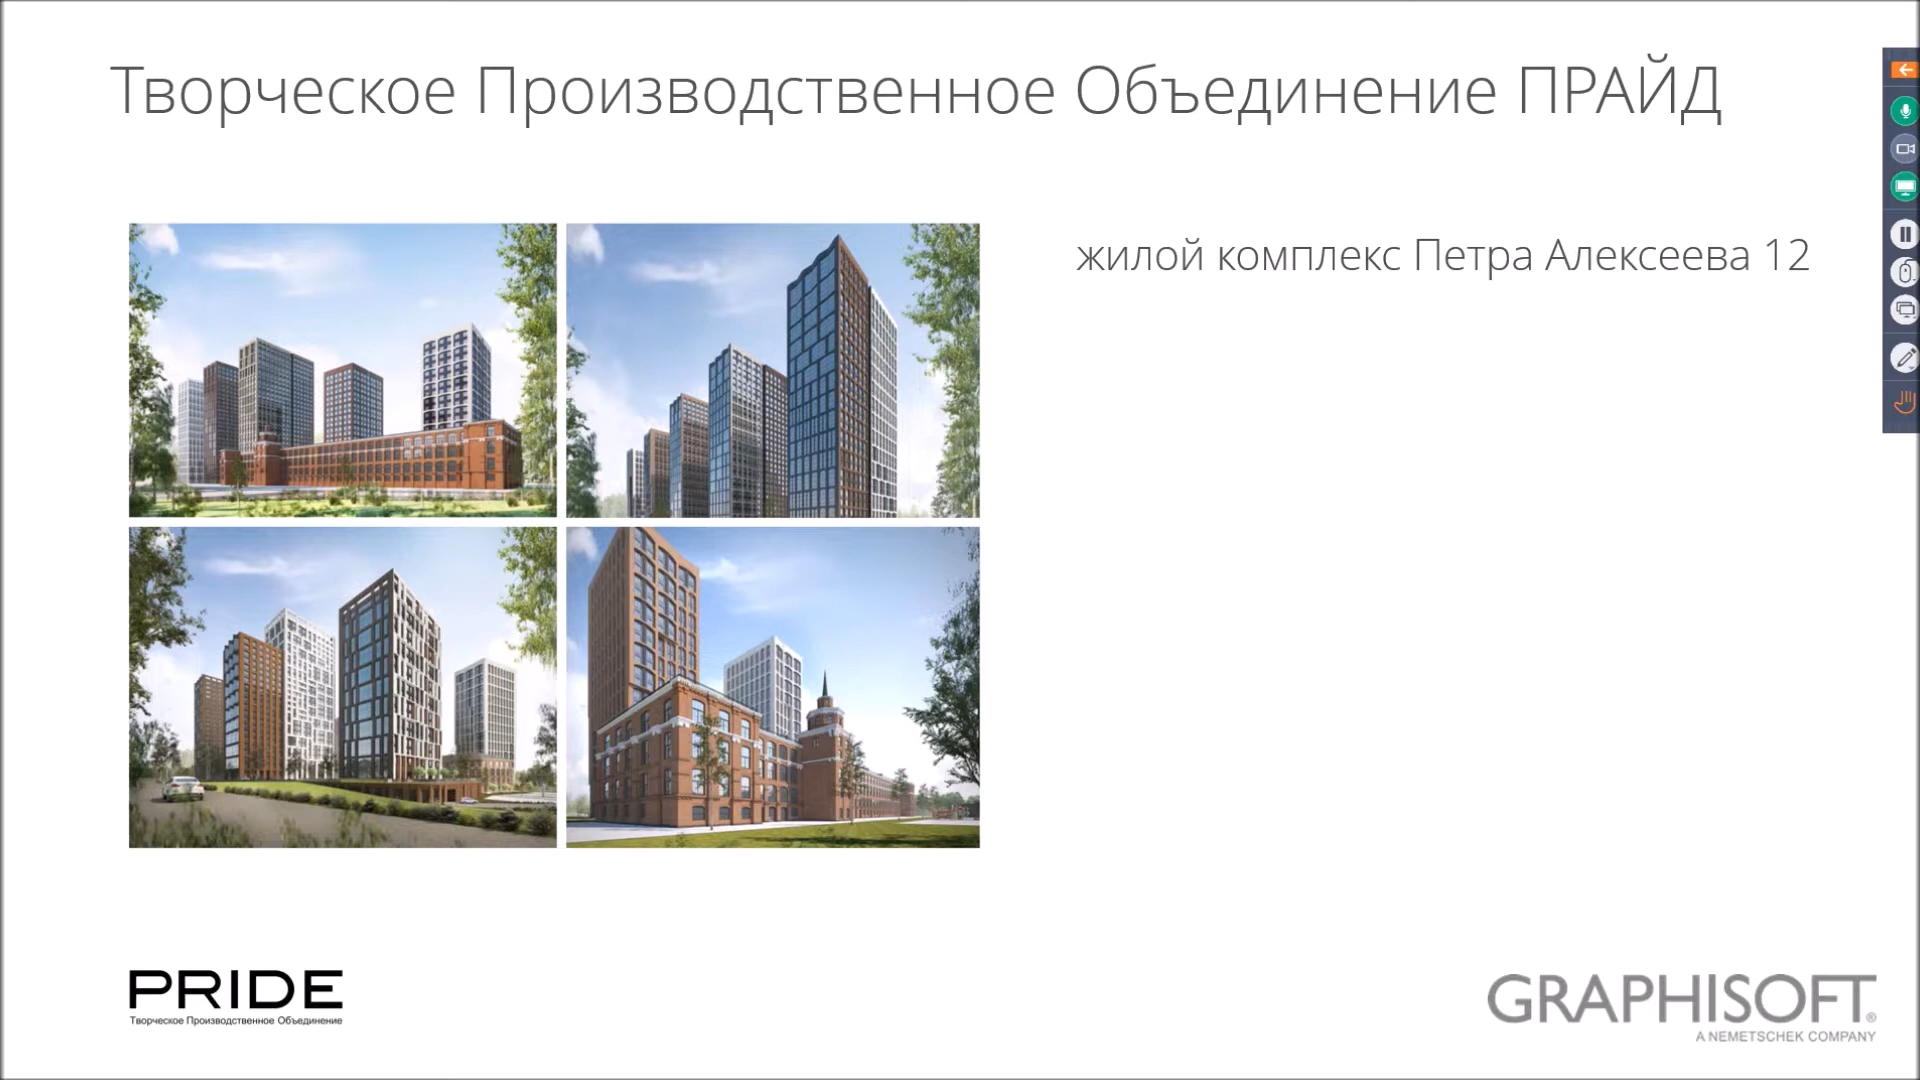 Творческое Производственное Объединение ПРАЙД
жилой комплекс Петра Алексеева 12
PRIDE
Творческое Производственное Объединение
GRAPHISOFT®
A NEMETSCHEK COMPANY